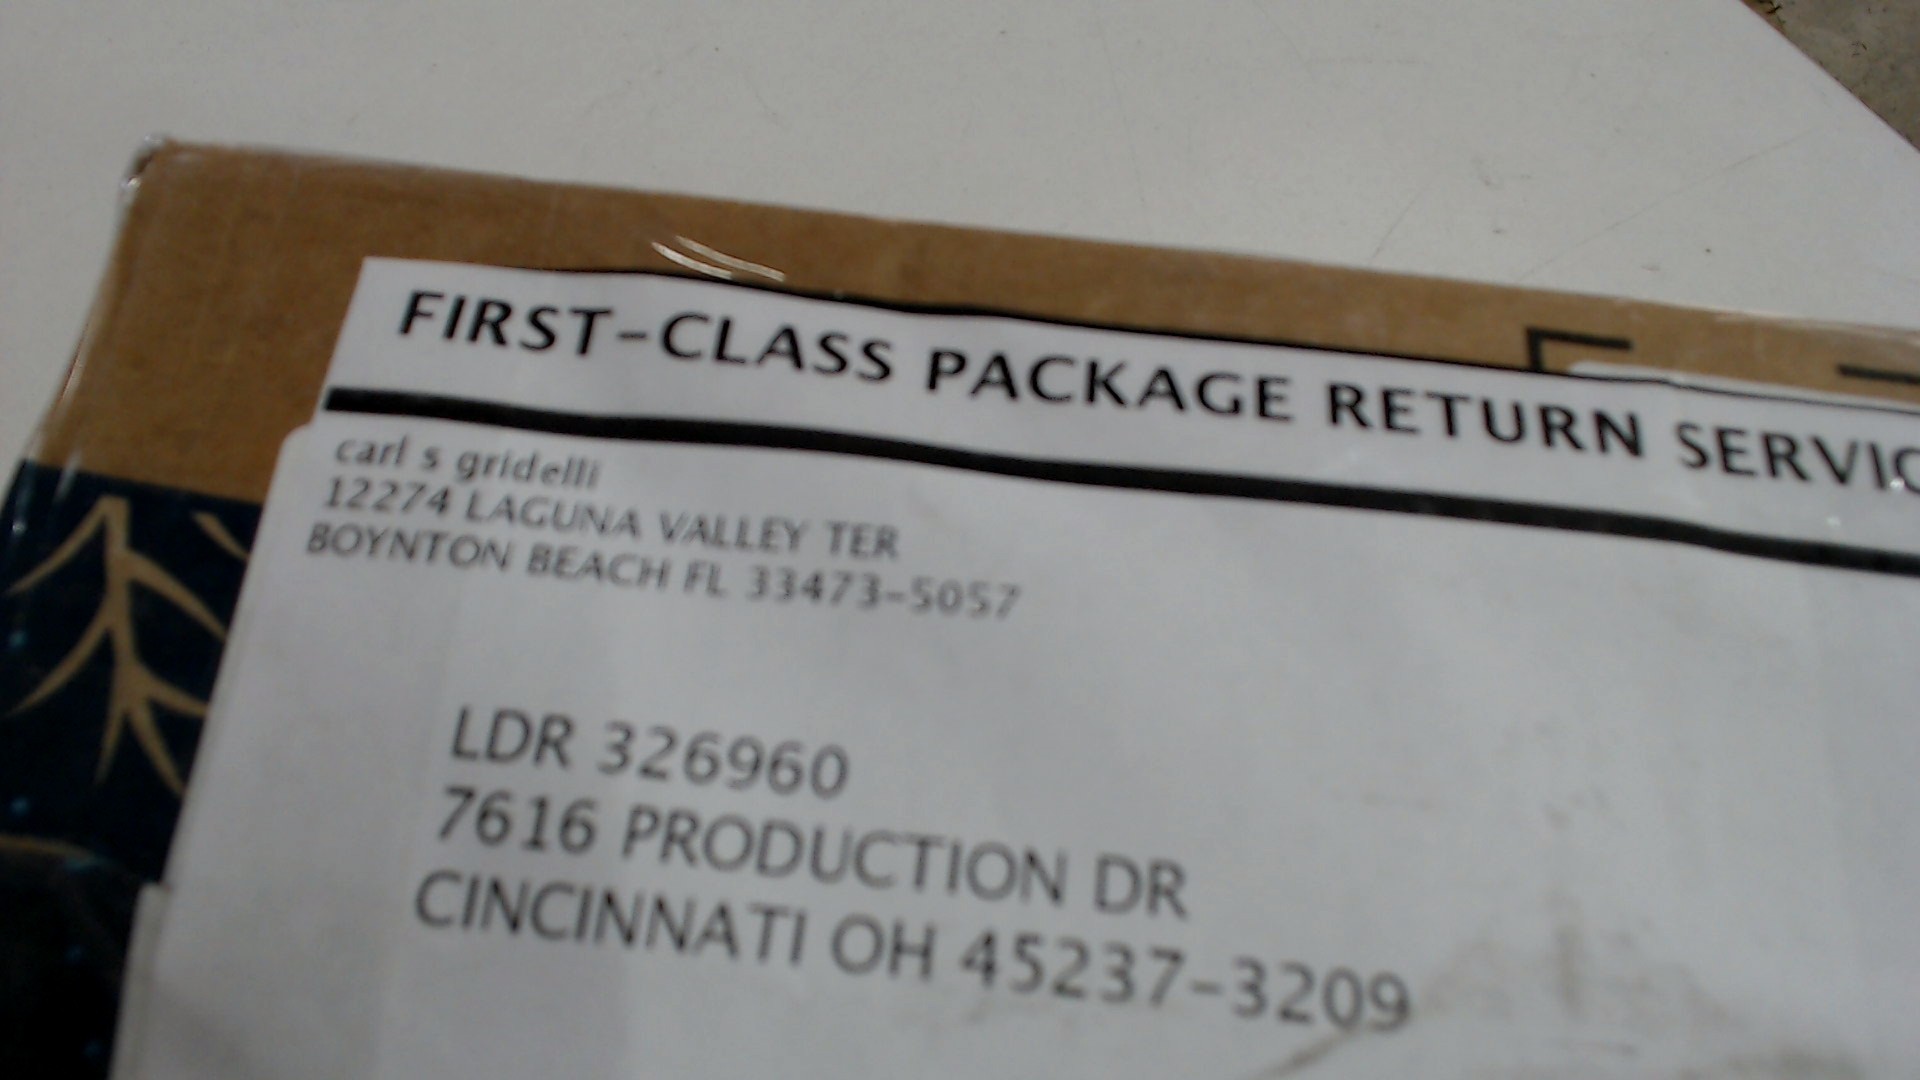 FIRST-CLASS PACKAGE RETURN SERVIC
carl s gridelli
12274 LAGUNA VALLEY TER
BOYNTON BEACH FL 33473-5057
LDR 326960
7616 PRODUCTION DR
CINCINNATI OH 45237-3209